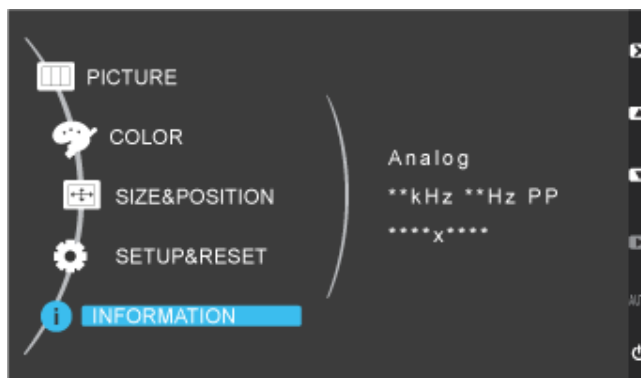 PICTURE
COLOR
SIZE&POSITION
SETUP&RESET
INFORMATION
Analog
**kHz **Hz PP
****x****